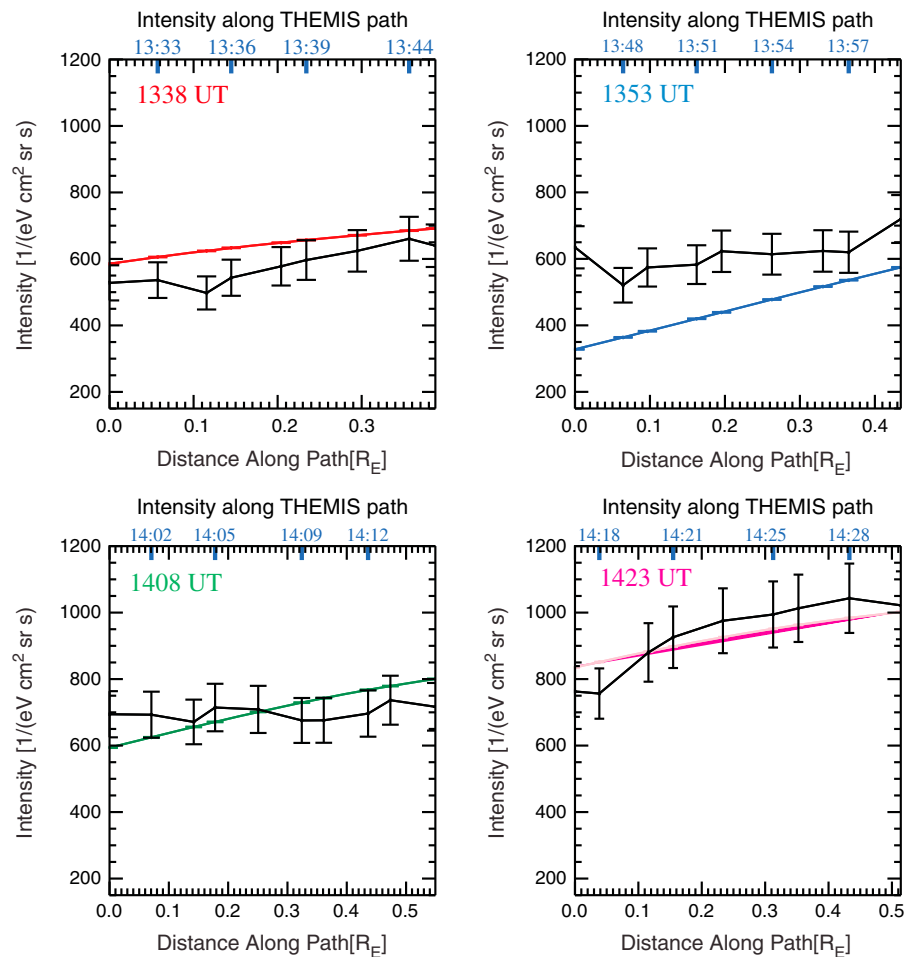 Intensity along THEMIS path
13:33 13:36 13:39 13:44
1338 UT
1200
1000
800
600
400
200
Intensity [1/(eV cm² sr s)
0.0 0.1 0.2 0.3
Distance Along Path[R_E]
Intensity along THEMIS path
13:48 13:51 13:54 13:57
1353 UT
1200
1000
800
600
400
200
Intensity [1/(eV cm² sr s)
0.0 0.1 0.2 0.3 0.4
Distance Along Path[R_E]
Intensity along THEMIS path
14:02 14:05 14:09 14:12
1408 UT
1200
1000
800
600
400
200
Intensity [1/(eV cm² sr s)
0.0 0.1 0.2 0.3 0.4 0.5
Distance Along Path[R_E]
Intensity along THEMIS path
14:18 14:21 14:25 14:28
1423 UT
1200
1000
800
600
400
200
Intensity [1/(eV cm² sr s)
0.0 0.1 0.2 0.3 0.4 0.5
Distance Along Path[R_E]